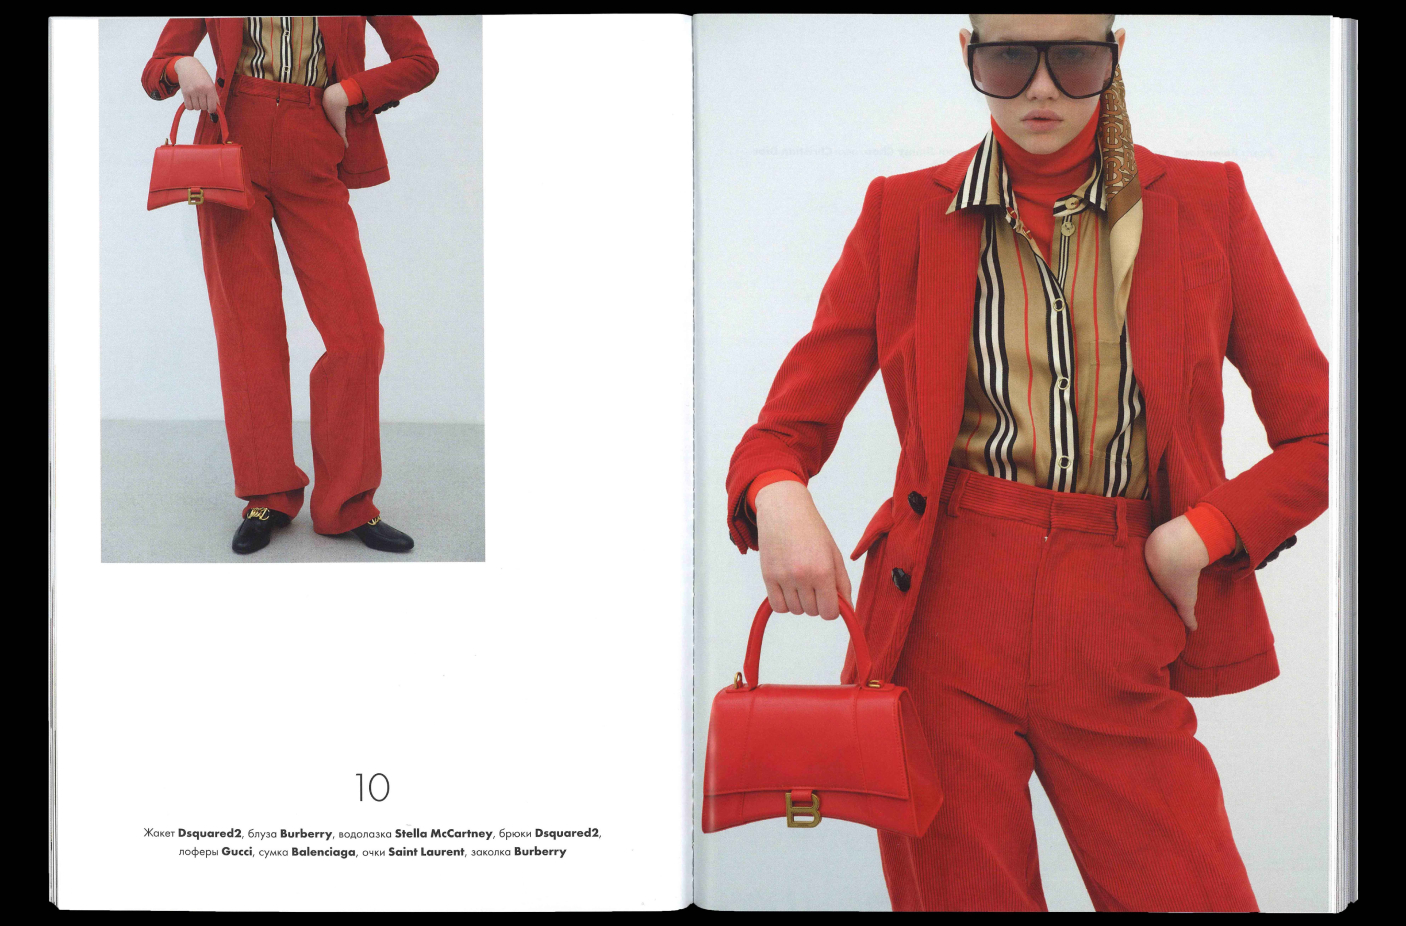 10
Жакет Dsquared2, блуза Burberry, водолазка Stella McCartney, брюки Dsquared2,
лоферы Gucci, сумка Balenciaga, очки Saint Laurent, заколка Burberry
B
B